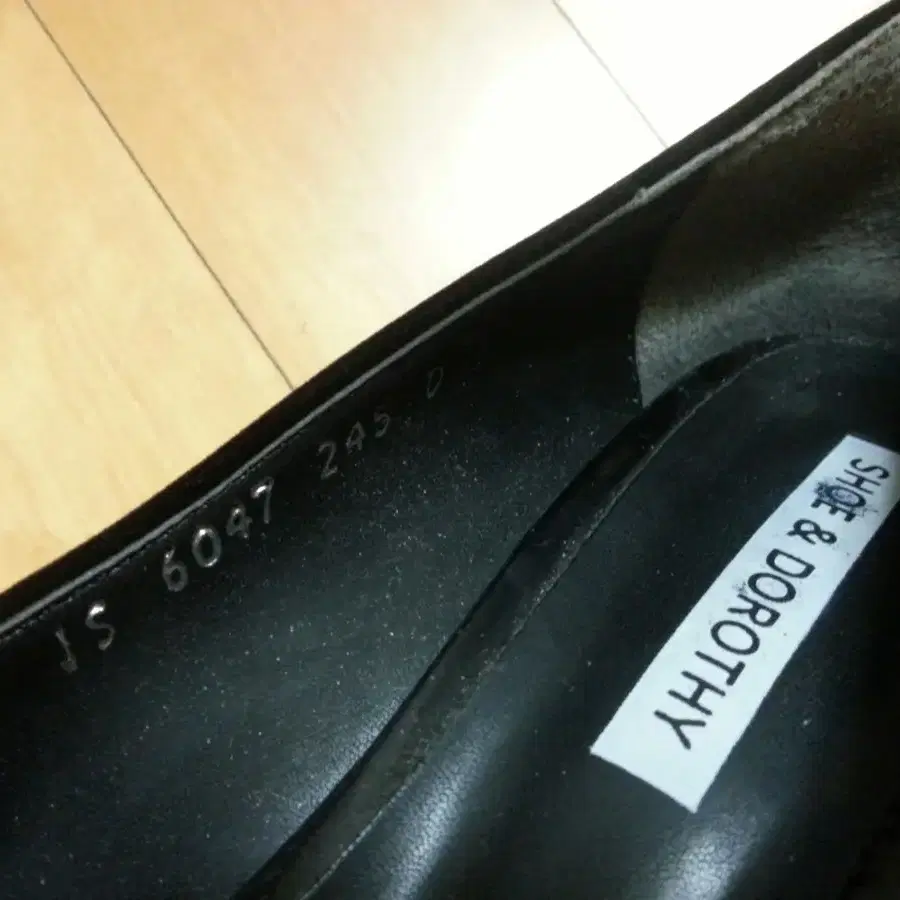 JS 6047 245 D
SHOE & DOROTHY